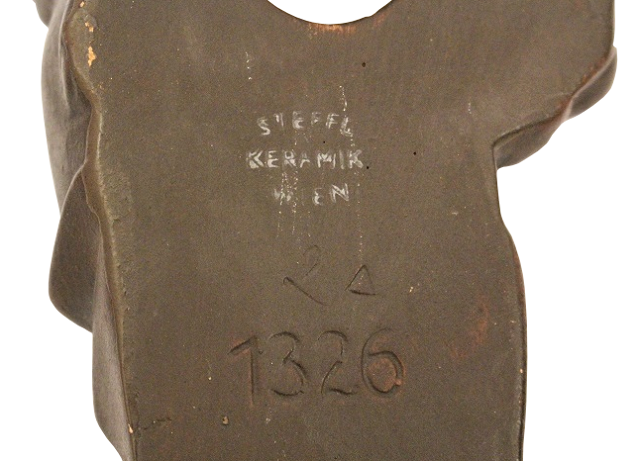 STEFFL
KERAMIK
WIEN
2 △
1326